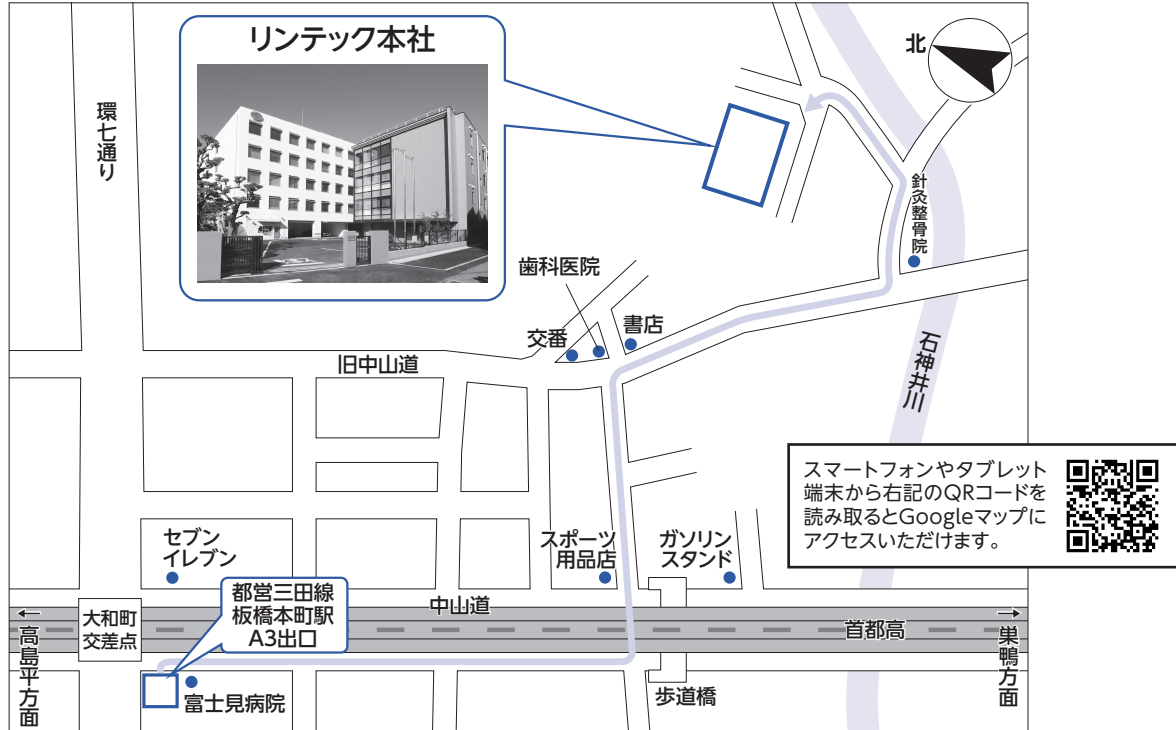 リンテック本社
北
環七通り
針灸整骨院
歯科医院
交番
書店
旧中山道
石神井川
スマートフォンやタブレット
端末から右記のQRコードを
読み取るとGoogleマップに
アクセスいただけます。
セブン
イレブン
スポーツ
用品店
ガソリン
スタンド
都営三田線
板橋本町駅
A3出口
中山道
大和町
交差点
首都高
←
高島平方面
→
巣鴨方面
富士見病院
歩道橋